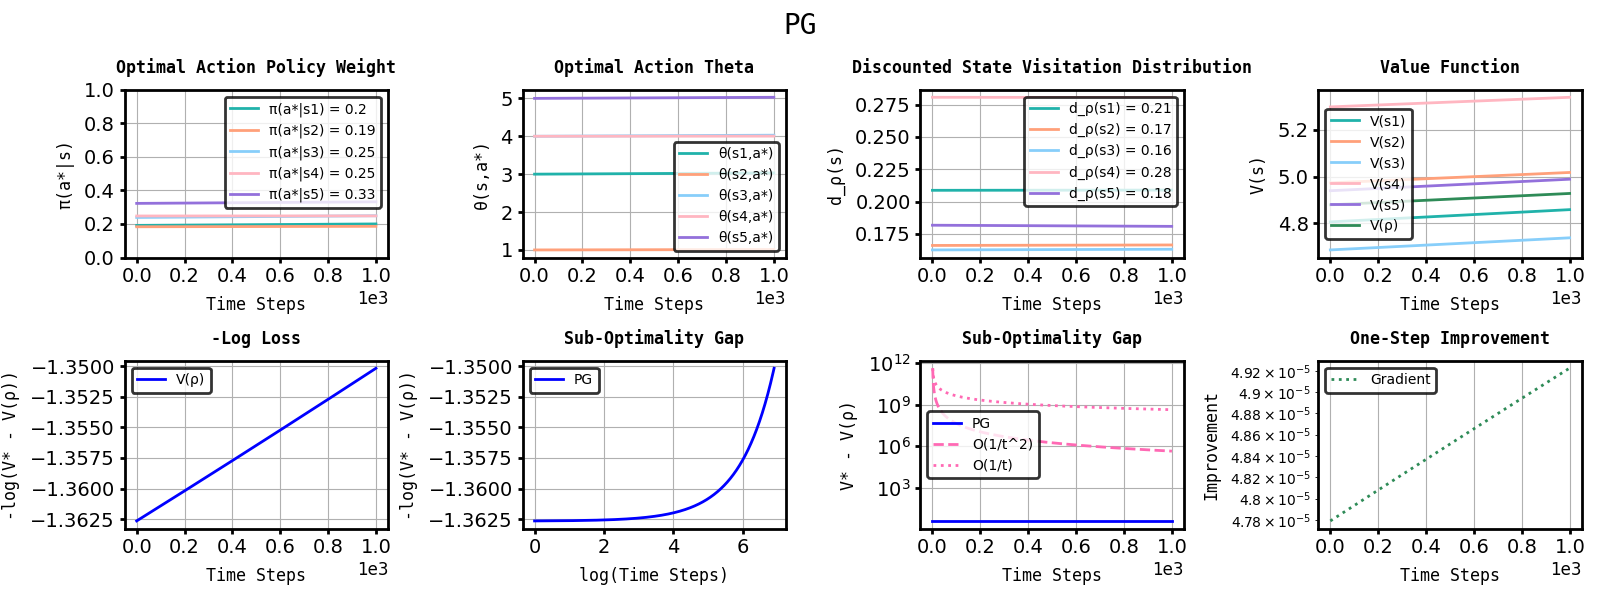 PG
Optimal Action Policy Weight
π(a*|s)
1.0
0.8
0.6
0.4
0.2
0.0
π(a*|s1) = 0.2
π(a*|s2) = 0.19
π(a*|s3) = 0.25
π(a*|s4) = 0.25
π(a*|s5) = 0.33
0.0 0.2 0.4 0.6 0.8 1.0
1e3
Time Steps
Optimal Action Theta
θ(s,a*)
5
4
3
2
1
θ(s1,a*)
θ(s2,a*)
θ(s3,a*)
θ(s4,a*)
θ(s5,a*)
0.0 0.2 0.4 0.6 0.8 1.0
1e3
Time Steps
Discounted State Visitation Distribution
d_ρ(s)
0.275
0.250
0.225
0.200
0.175
d_ρ(s1) = 0.21
d_ρ(s2) = 0.17
d_ρ(s3) = 0.16
d_ρ(s4) = 0.28
d_ρ(s5) = 0.18
0.0 0.2 0.4 0.6 0.8 1.0
1e3
Time Steps
Value Function
V(s)
5.2
5.0
4.8
V(s1)
V(s2)
V(s3)
V(s4)
V(s5)
V(ρ)
0.0 0.2 0.4 0.6 0.8 1.0
1e3
Time Steps
-Log Loss
-log(V* - V(ρ))
−1.3500
−1.3525
−1.3550
−1.3575
−1.3600
−1.3625
V(ρ)
0.0 0.2 0.4 0.6 0.8 1.0
1e3
Time Steps
Sub-Optimality Gap
-log(V* - V(ρ))
−1.3500
−1.3525
−1.3550
−1.3575
−1.3600
−1.3625
PG
0 2 4 6
log(Time Steps)
Sub-Optimality Gap
V* - V(ρ)
10^12
10^9
10^6
10^3
PG
O(1/t^2)
O(1/t)
0.0 0.2 0.4 0.6 0.8 1.0
1e3
Time Steps
One-Step Improvement
Improvement
4.92 × 10^−5
4.9 × 10^−5
4.88 × 10^−5
4.86 × 10^−5
4.84 × 10^−5
4.82 × 10^−5
4.8 × 10^−5
4.78 × 10^−5
Gradient
0.0 0.2 0.4 0.6 0.8 1.0
1e3
Time Steps